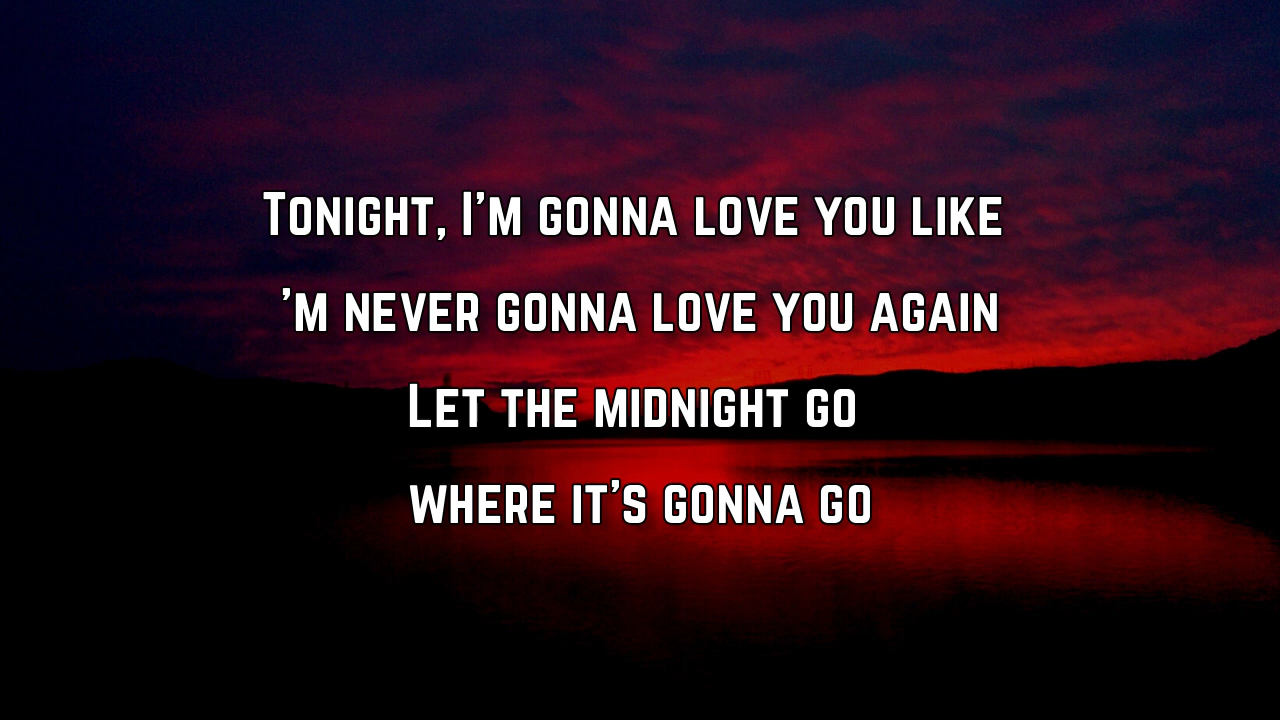 Tonight, I'm gonna love you like
'm never gonna love you again
Let the midnight go
where it's gonna go